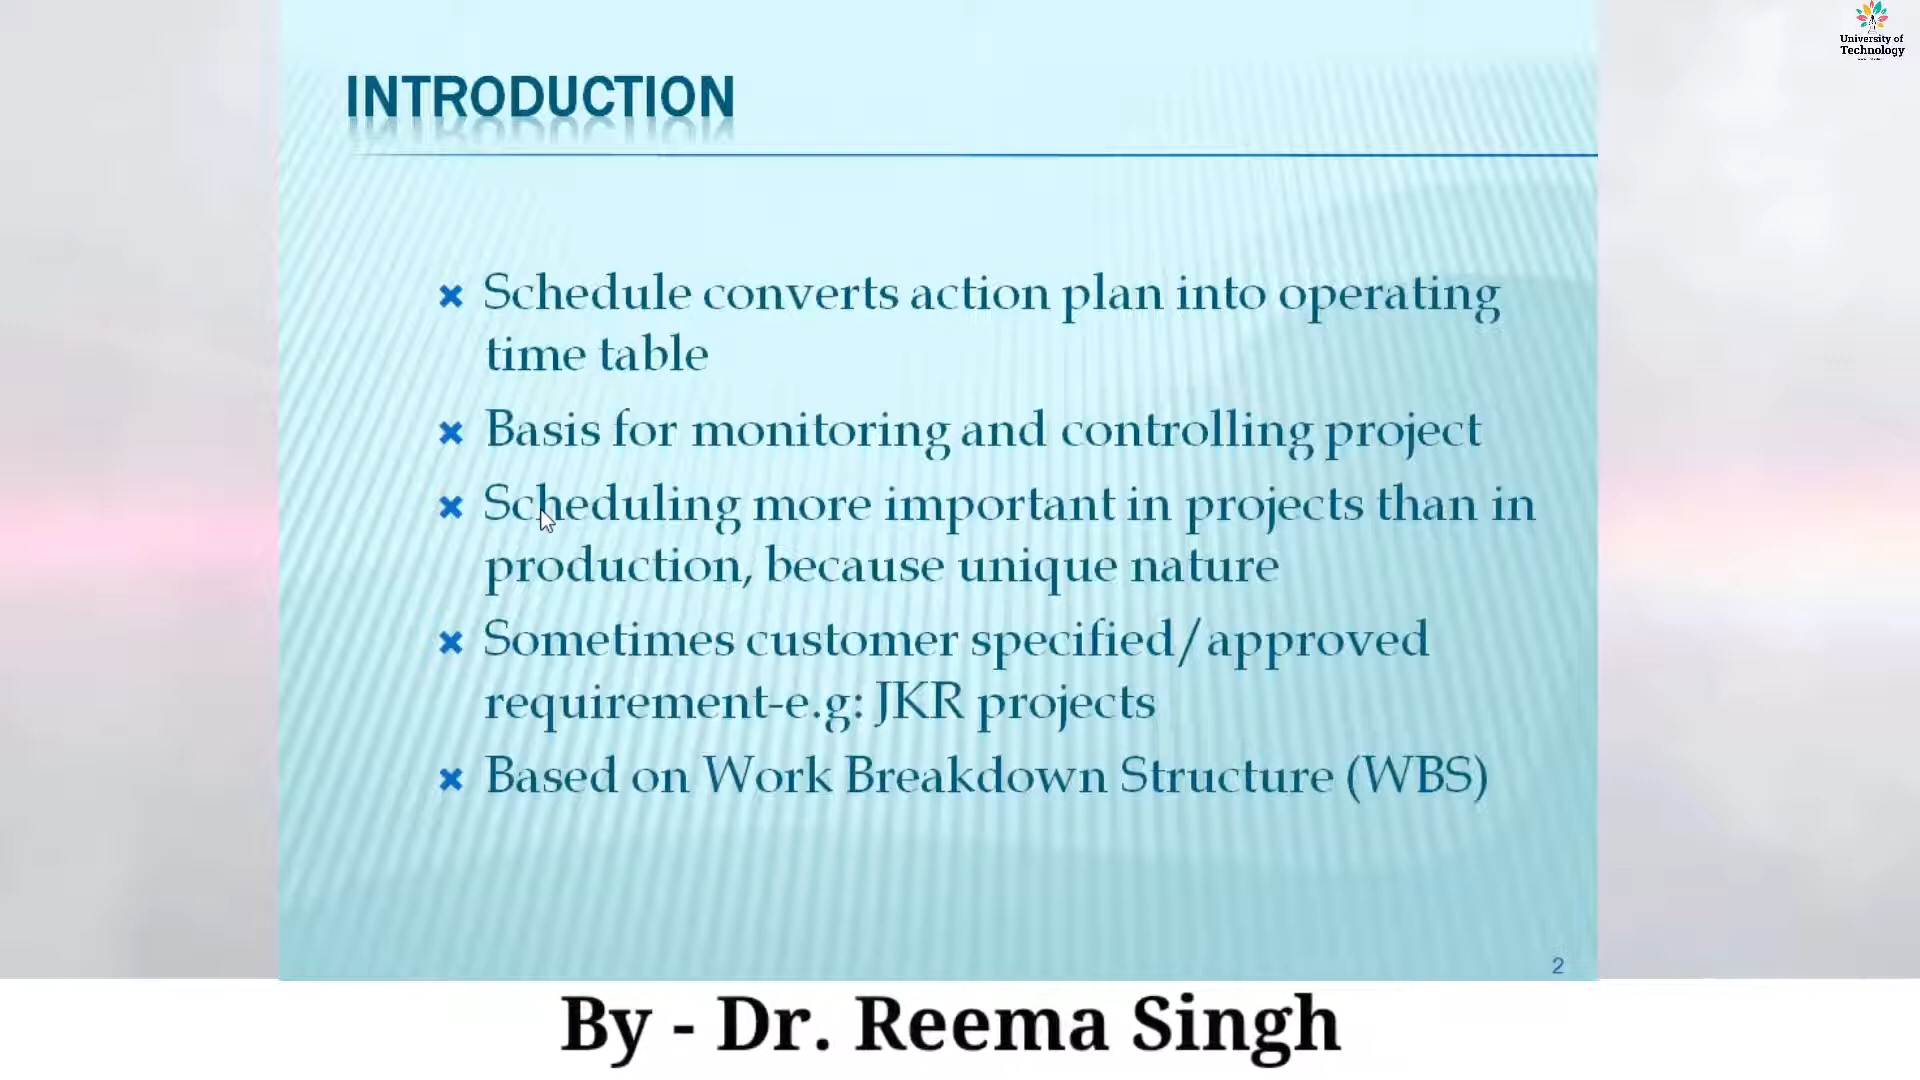 University of
Technology
INTRODUCTION
Schedule converts action plan into operating
time table
Basis for monitoring and controlling project
Scheduling more important in projects than in
production, because unique nature
Sometimes customer specified/approved
requirement-e.g: JKR projects
Based on Work Breakdown Structure (WBS)
2
By - Dr. Reema Singh